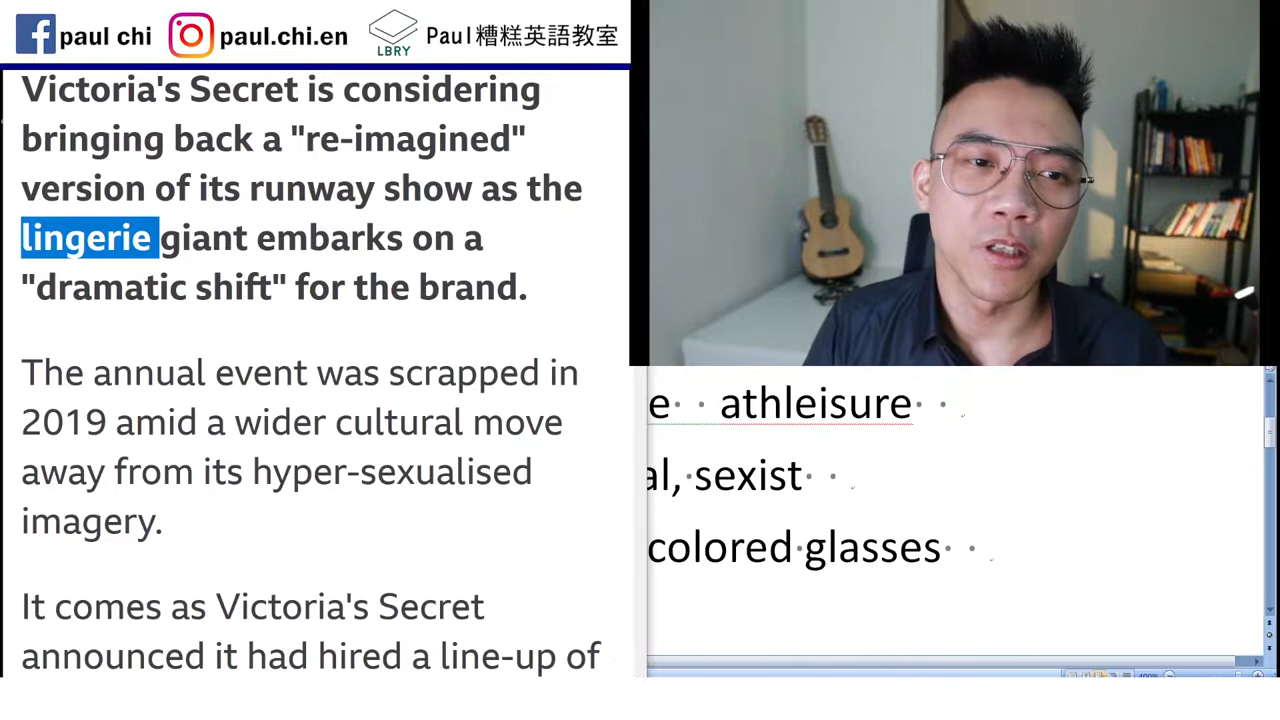 paul chi paul.chi.en LBRY Paul糟糕英語教室
Victoria's Secret is considering
bringing back a "re-imagined"
version of its runway show as the
lingerie giant embarks on a
"dramatic shift" for the brand.
The annual event was scrapped in
2019 amid a wider cultural move
away from its hyper-sexualised
imagery.
It comes as Victoria's Secret
announced it had hired a line-up of
e athleisure
al, sexist
colored glasses